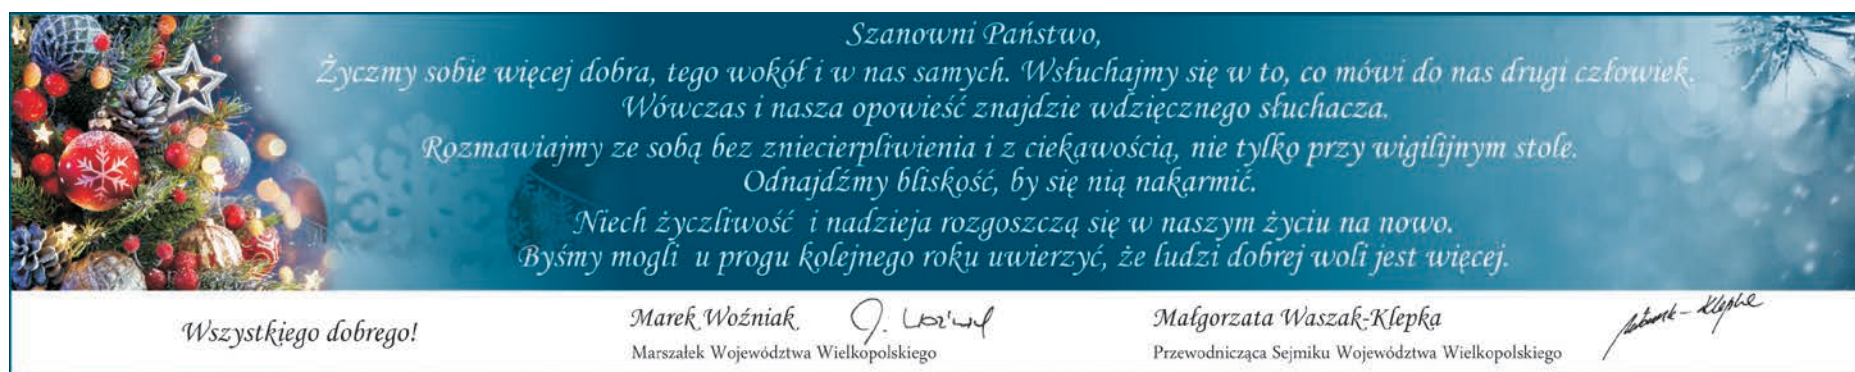 Szanowni Państwo,
Życzmy sobie więcej dobra, tego wokół i w nas samych. Wsłuchajmy się w to, co mówi do nas drugi człowiek.
Wówczas i nasza opowieść znajdzie wdzięcznego słuchacza.
Rozmawiajmy ze sobą bez zniecierpliwienia i z ciekawością, nie tylko przy wigilijnym stole.
Odnajdźmy bliskość, by się nią nakarmić.
Niech życzliwość i nadzieja rozgoszczą się w naszym życiu na nowo.
Byśmy mogli u progu kolejnego roku uwierzyć, że ludzi dobrej woli jest więcej.
Wszystkiego dobrego!
Marek Woźniak
Marszałek Województwa Wielkopolskiego
Małgorzata Waszak-Klepka
Przewodnicząca Sejmiku Województwa Wielkopolskiego